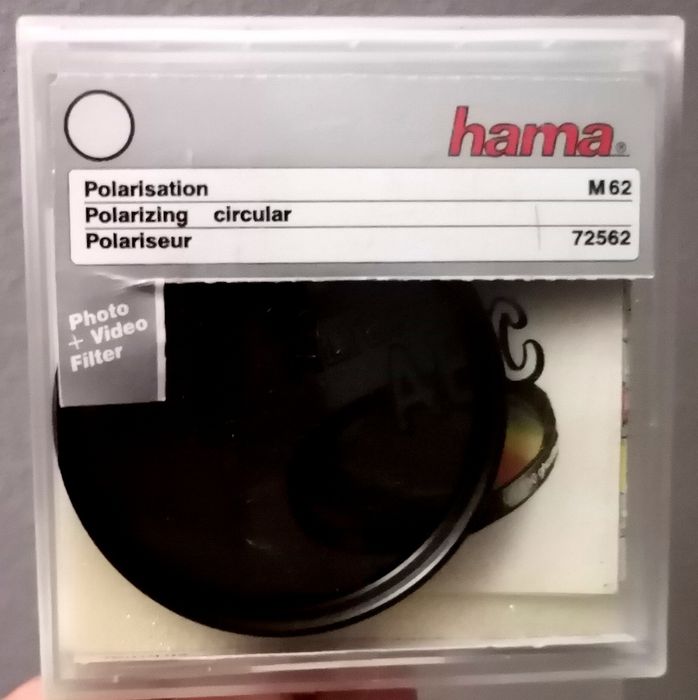 hama®
Polarisation M 62
Polarizing circular
Polariseur 72562
Photo
+ Video
Filter